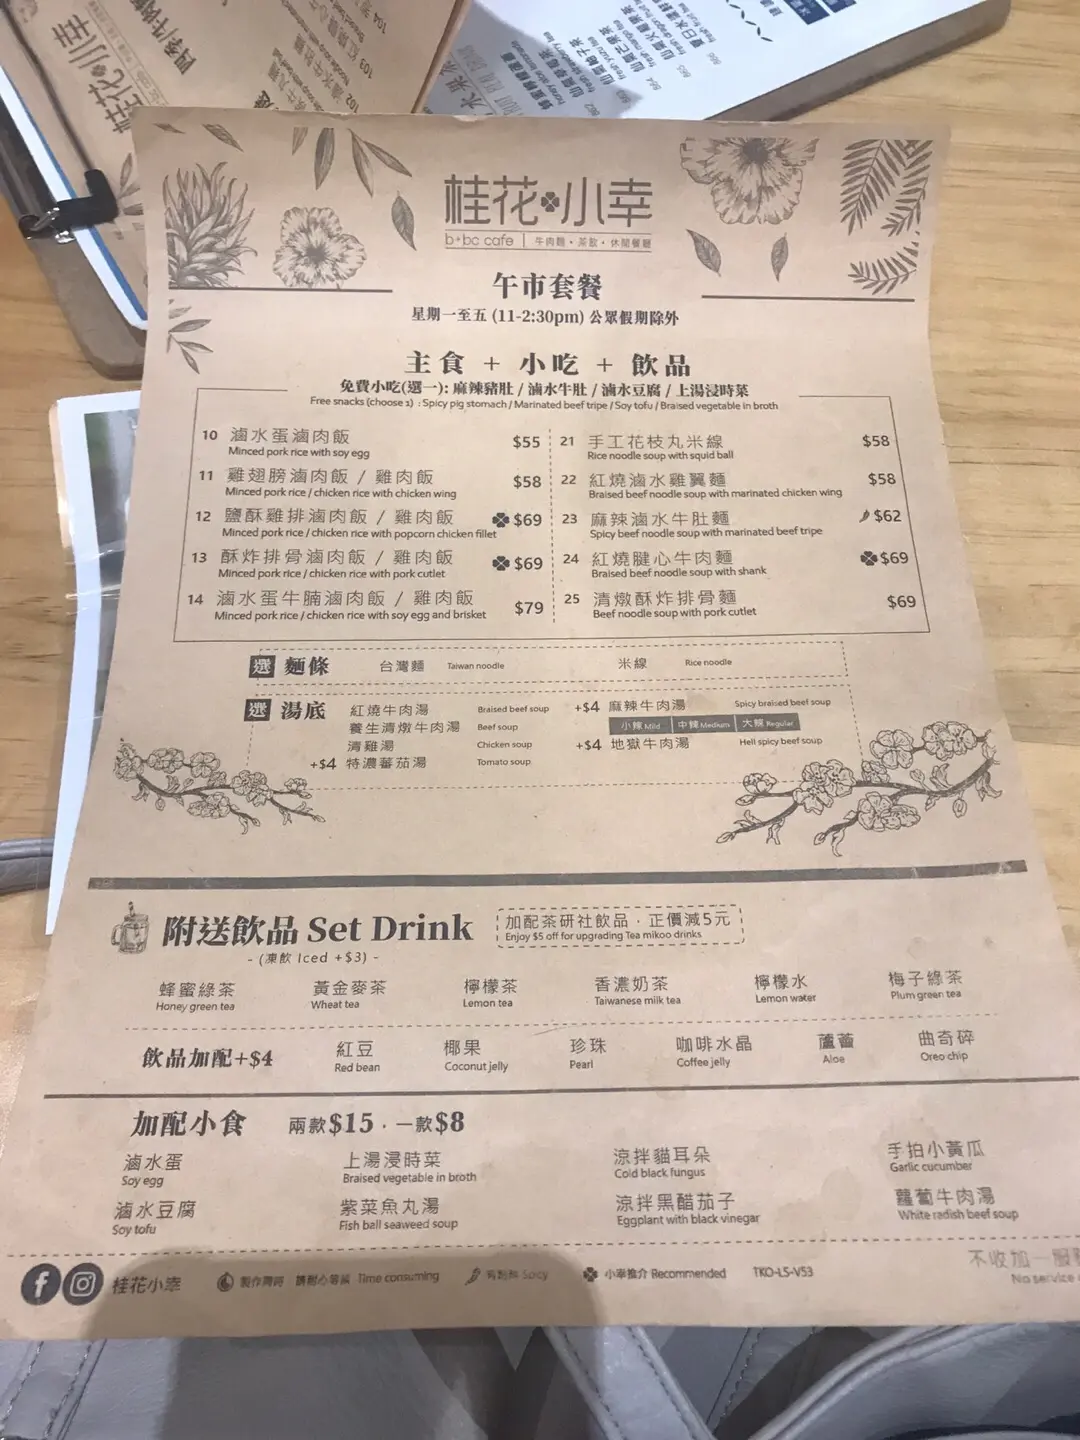 桂花小幸
b+bc cafe | 牛肉麵・茶飲・休閒餐廳
午市套餐
星期一至五 (11-2:30pm) 公眾假期除外
主食 + 小吃 + 飲品
免費小吃(選一): 麻辣豬肚 / 滷水牛肚 / 滷水豆腐 / 上湯浸時菜
Free snacks (choose 1) : Spicy pig stomach / Marinated beef tripe / Soy tofu / Braised vegetable in broth
10 滷水蛋滷肉飯 $55
Minced pork rice with soy egg
11 雞翅膀滷肉飯 / 雞肉飯 $58
Minced pork rice / chicken rice with chicken wing
12 鹽酥雞排滷肉飯 / 雞肉飯 $69
Minced pork rice / chicken rice with popcorn chicken fillet
13 酥炸排骨滷肉飯 / 雞肉飯 $69
Minced pork rice / chicken rice with pork cutlet
14 滷水蛋牛腩滷肉飯 / 雞肉飯 $79
Minced pork rice / chicken rice with soy egg and brisket
21 手工花枝丸米線 $58
Rice noodle soup with squid ball
22 紅燒滷水雞翼麵 $58
Braised beef noodle soup with marinated chicken wing
23 麻辣滷水牛肚麵 $62
Spicy beef noodle soup with marinated beef tripe
24 紅燒腱心牛肉麵 $69
Braised beef noodle soup with shank
25 清燉酥炸排骨麵 $69
Beef noodle soup with pork cutlet
選 麵條 台灣麵 Taiwan noodle 米線 Rice noodle
選 湯底 紅燒牛肉湯 Braised beef soup
養生清燉牛肉湯 Beef soup
清雞湯 Chicken soup
+$4 特濃蕃茄湯 Tomato soup
+$4 麻辣牛肉湯 Spicy braised beef soup
小辣 Mild 中辣 Medium 大辣 Regular
+$4 地獄牛肉湯 Hell spicy beef soup
附送飲品 Set Drink
- (凍飲 Iced +$3) -
加配茶研社飲品．正價減5元
Enjoy $5 off for upgrading Tea mikoo drinks
蜂蜜綠茶 黃金麥茶 檸檬茶 香濃奶茶 檸檬水 梅子綠茶
Honey green tea Wheat tea Lemon tea Taiwanese milk tea Lemon water Plum green tea
飲品加配+$4 紅豆 椰果 珍珠 咖啡水晶 蘆薈 曲奇碎
Red bean Coconut jelly Pearl Coffee jelly Aloe Oreo chip
加配小食 兩款$15．一款$8
滷水蛋 上湯浸時菜 涼拌貓耳朵 手拍小黃瓜
Soy egg Braised vegetable in broth Cold black fungus Garlic cucumber
滷水豆腐 紫菜魚丸湯 涼拌黑醋茄子 蘿蔔牛肉湯
Soy tofu Fish ball seaweed soup Eggplant with black vinegar White radish beef soup
桂花小幸 製作需時 請耐心等候 Time consuming Spicy 小幸推介 Recommended TKO-L5-V53
不收加一服
No service